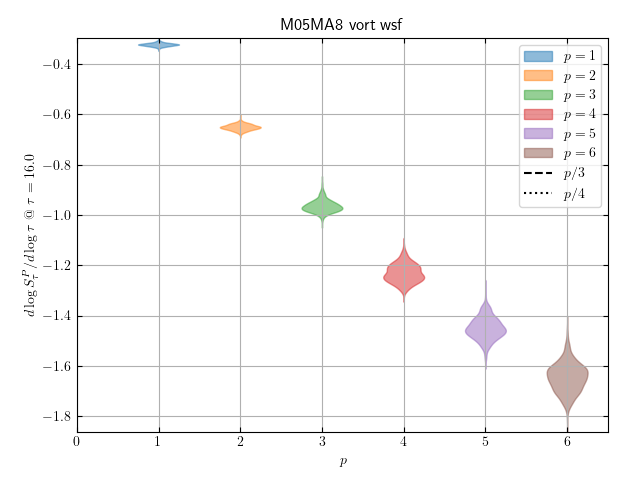 M05MA8 vort wsf
d log S_τ^P / d log τ @ τ = 16.0
−0.4
−0.6
−0.8
−1.0
−1.2
−1.4
−1.6
−1.8
0 1 2 3 4 5 6
p
p = 1
p = 2
p = 3
p = 4
p = 5
p = 6
p/3
p/4